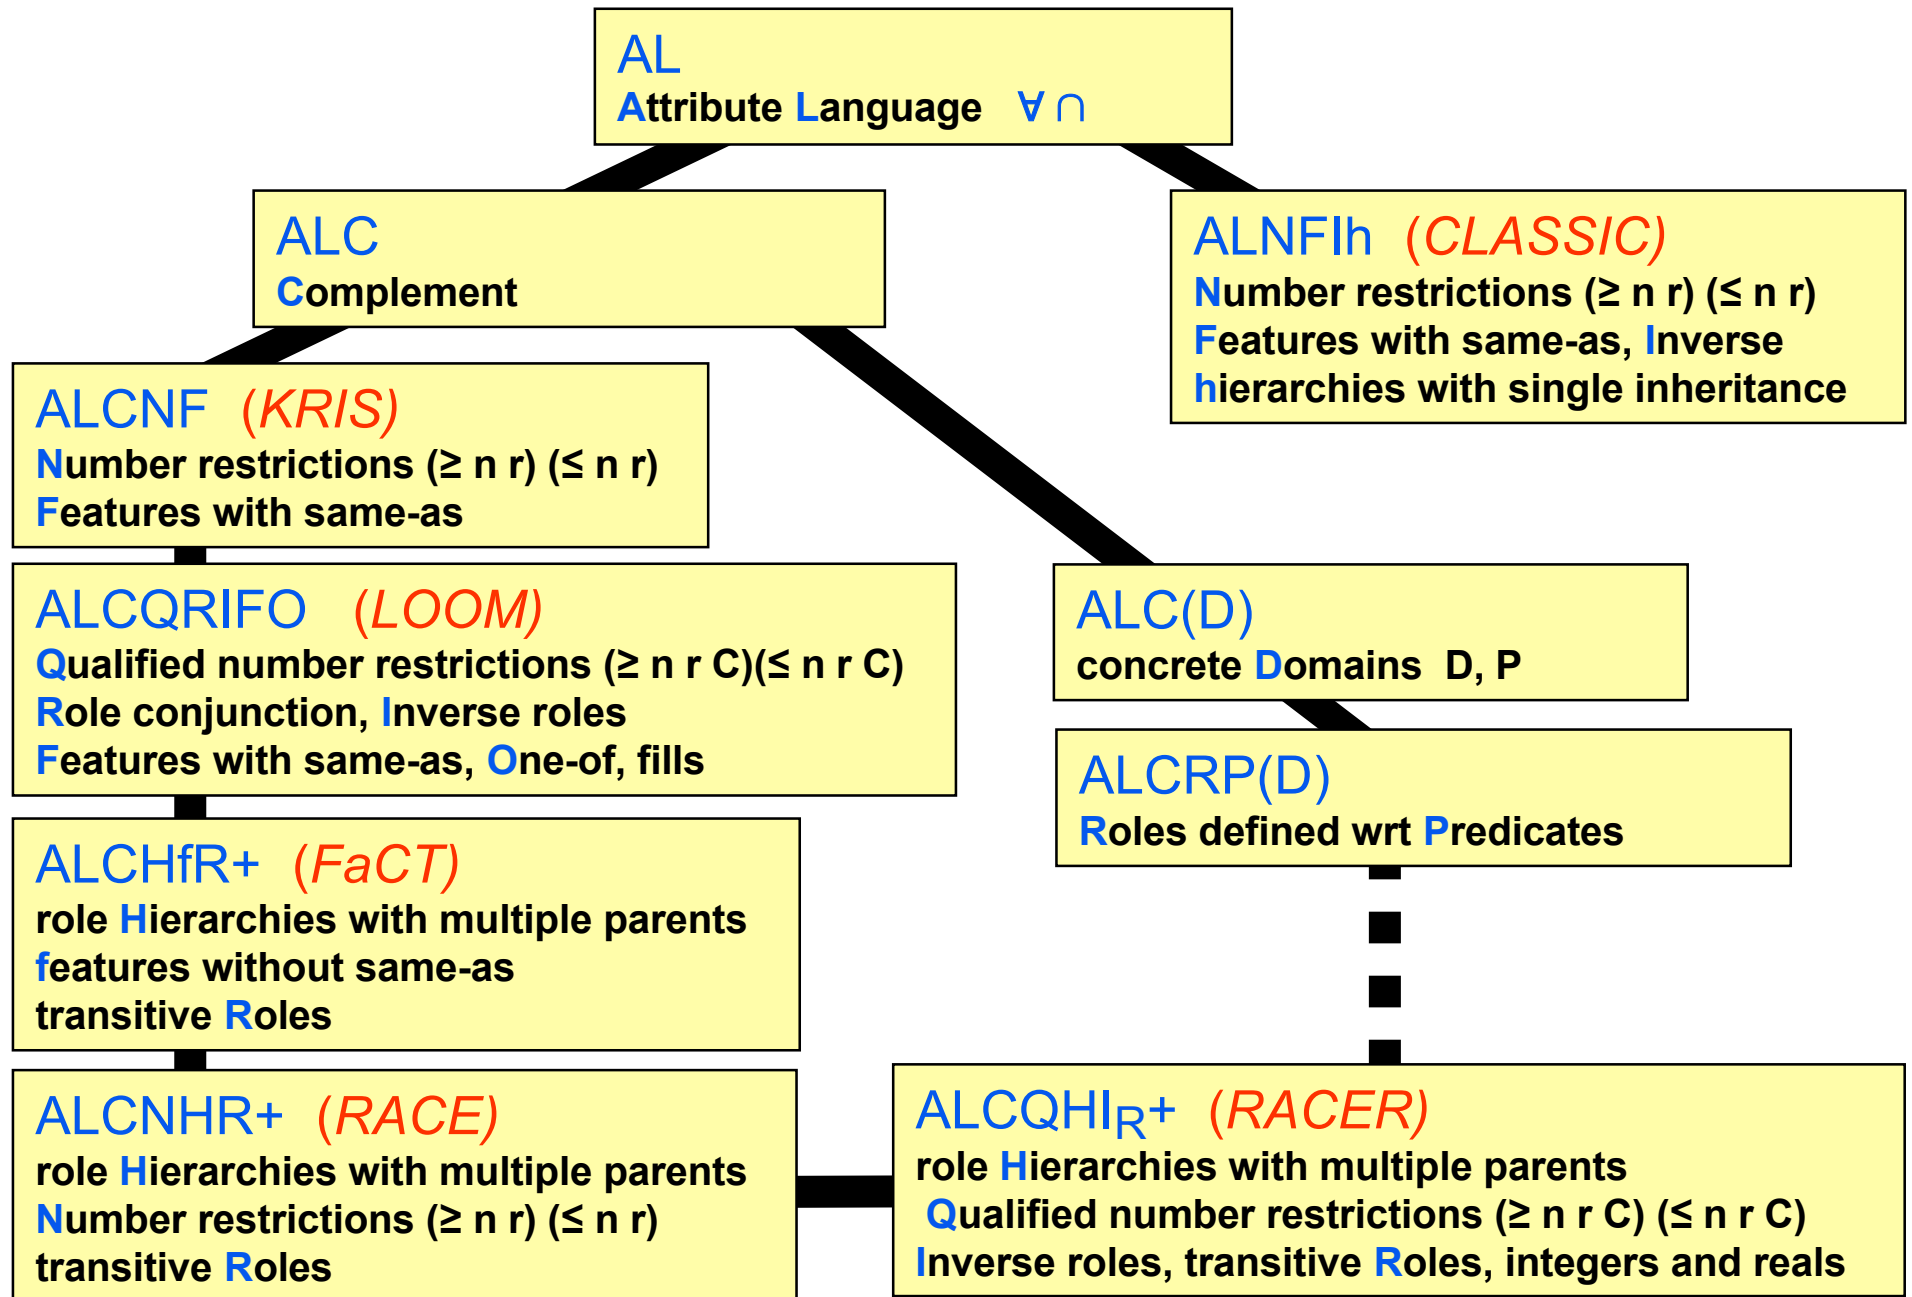 AL
Attribute Language ∀ ∩
ALC
Complement
ALNFIh (CLASSIC)
Number restrictions (≥ n r) (≤ n r)
Features with same-as, Inverse
hierarchies with single inheritance
ALCNF (KRIS)
Number restrictions (≥ n r) (≤ n r)
Features with same-as
ALCQRIFO (LOOM)
Qualified number restrictions (≥ n r C)(≤ n r C)
Role conjunction, Inverse roles
Features with same-as, One-of, fills
ALC(D)
concrete Domains D, P
ALCRP(D)
Roles defined wrt Predicates
ALCHfR+ (FaCT)
role Hierarchies with multiple parents
features without same-as
transitive Roles
ALCNHR+ (RACE)
role Hierarchies with multiple parents
Number restrictions (≥ n r) (≤ n r)
transitive Roles
ALCQHIR+ (RACER)
role Hierarchies with multiple parents
Qualified number restrictions (≥ n r C) (≤ n r C)
Inverse roles, transitive Roles, integers and reals